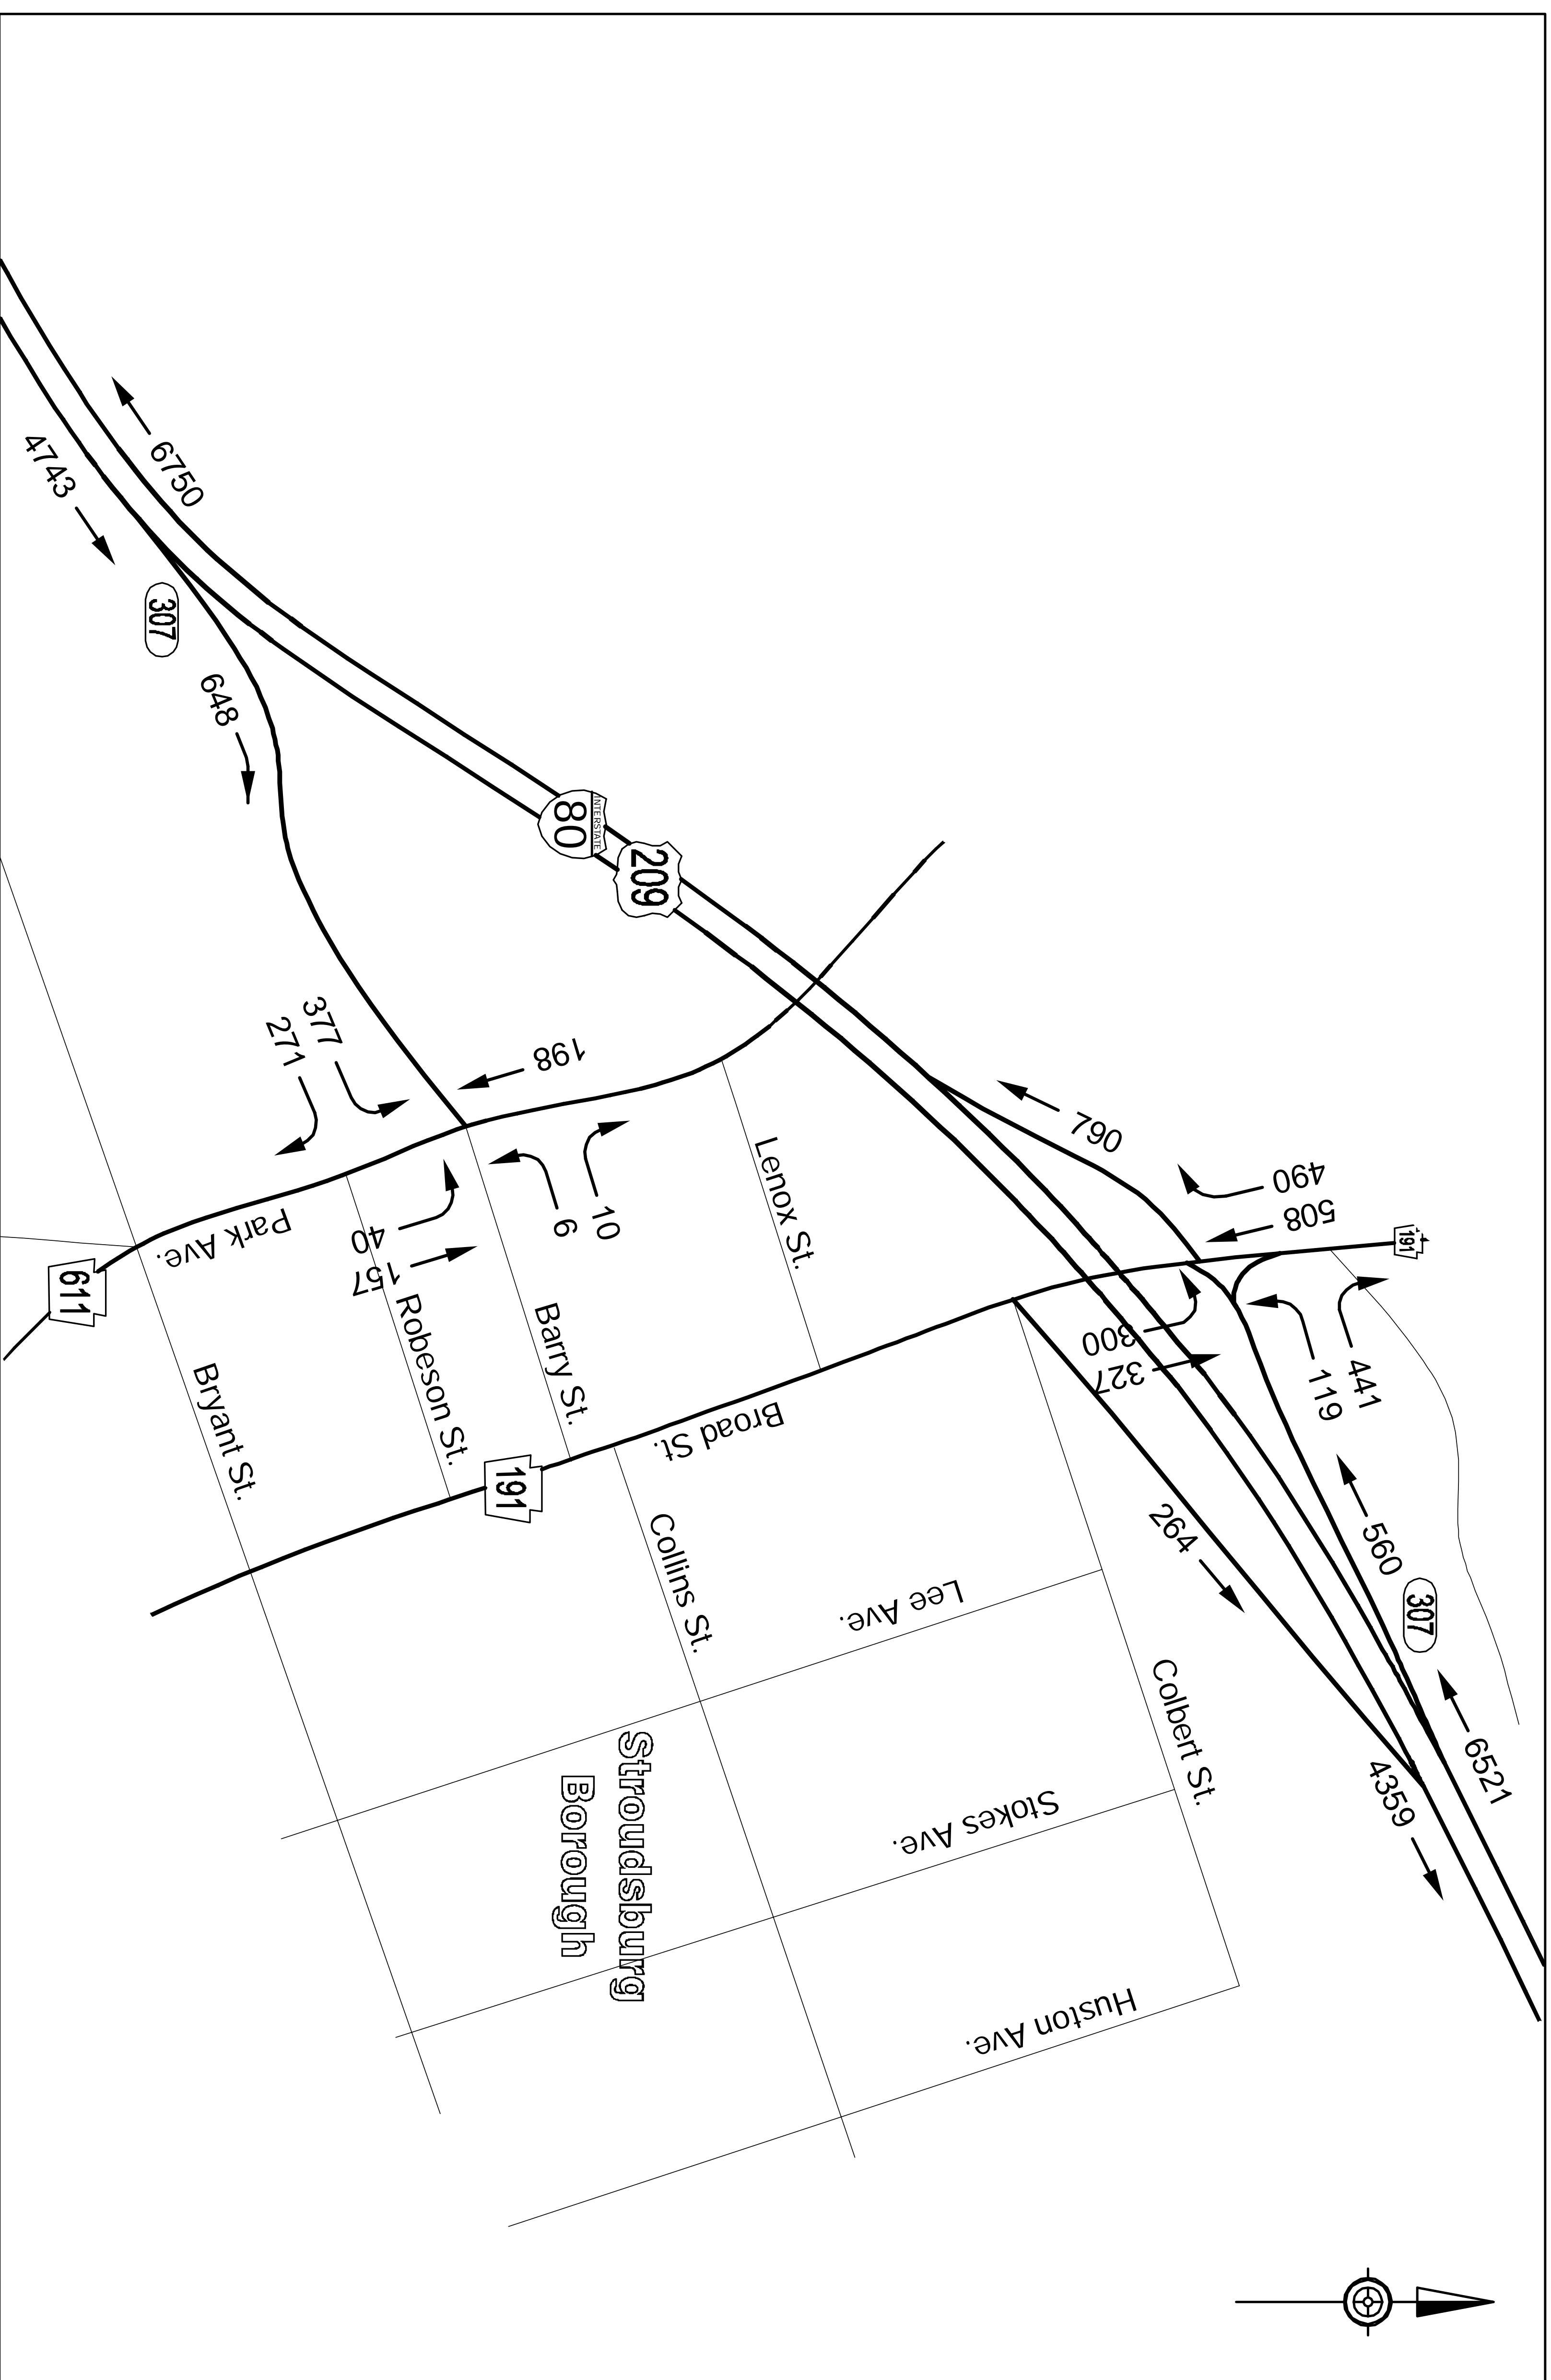 6750
4743
307
648
INTERSTATE
80
209
377
271
198
790
490
508
191
10
6
40
157
Lenox St.
Park Ave.
611
300
327
441
119
Robeson St.
Barry St.
Bryant St.
Broad St.
191
264
560
307
Collins St.
Lee Ave.
Colbert St.
6521
4359
Stroudsburg
Borough
Stokes Ave.
Huston Ave.